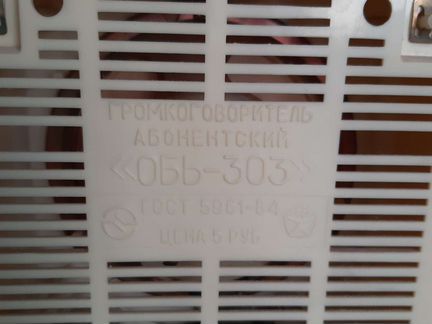 ГРОМКОГОВОРИТЕЛЬ
АБОНЕНТСКИЙ
«ОБЬ-303»
ГОСТ 5961-84
ЦЕНА 5 РУБ